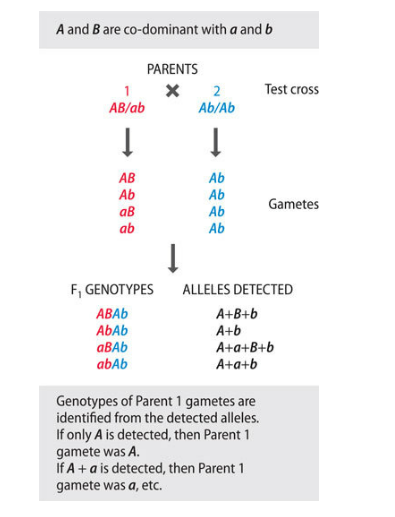 A and B are co-dominant with a and b
PARENTS
1 × 2 Test cross
AB/ab Ab/Ab
AB Ab
Ab Ab
aB Ab Gametes
ab Ab
F₁ GENOTYPES ALLELES DETECTED
ABAb A+B+b
AbAb A+b
aBAb A+a+B+b
abAb A+a+b
Genotypes of Parent 1 gametes are
identified from the detected alleles.
If only A is detected, then Parent 1
gamete was A.
If A + a is detected, then Parent 1
gamete was a, etc.